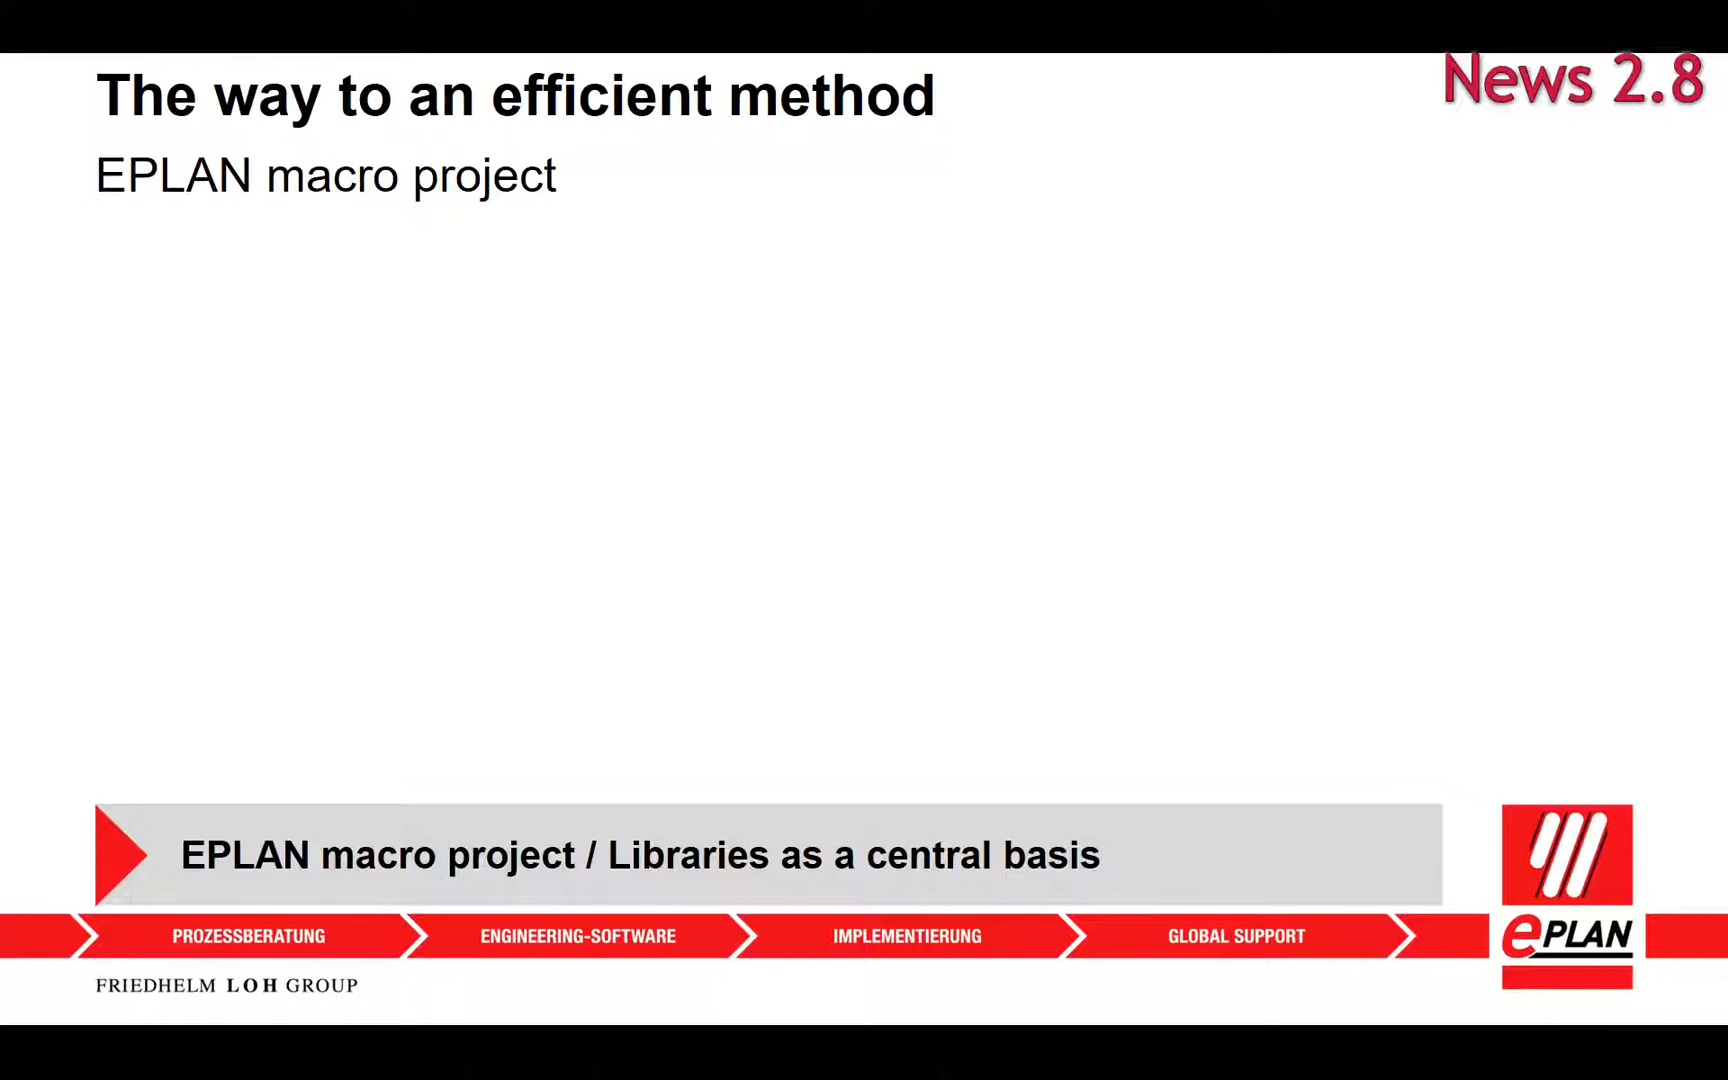 News 2.8
The way to an efficient method
EPLAN macro project
EPLAN macro project / Libraries as a central basis
PROZESSBERATUNG
ENGINEERING-SOFTWARE
IMPLEMENTIERUNG
GLOBAL SUPPORT
ePLAN
FRIEDHELM LOH GROUP